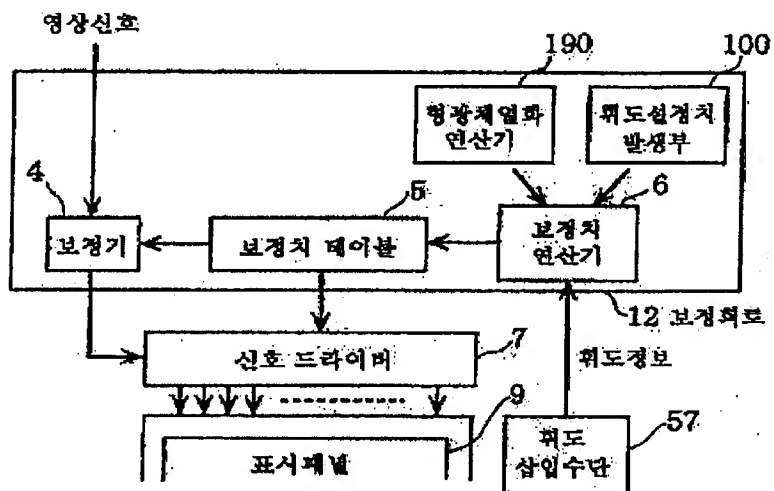 영상신호
190
100
형광체열화
연산기
휘도설정치
발생부
4
5
6
보정기
보정치 테이블
보정치
연산기
12 보정회로
신호 드라이버
7
휘도정보
9
57
표시패널
휘도
삽입수단